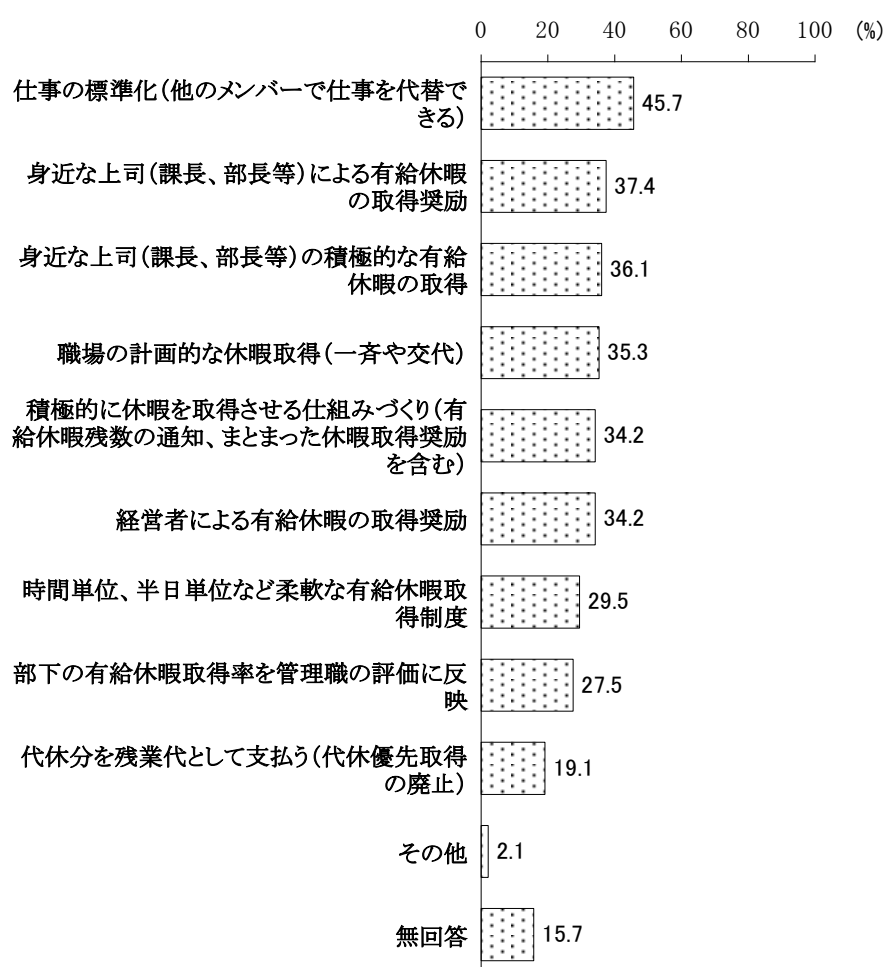 0 20 40 60 80 100 (%)
仕事の標準化(他のメンバーで仕事を代替で
きる)
45.7
身近な上司(課長、部長等)による有給休暇
の取得奨励
37.4
身近な上司(課長、部長等)の積極的な有給
休暇の取得
36.1
職場の計画的な休暇取得(一斉や交代)
35.3
積極的に休暇を取得させる仕組みづくり(有
給休暇残数の通知、まとまった休暇取得奨励
を含む)
34.2
経営者による有給休暇の取得奨励
34.2
時間単位、半日単位など柔軟な有給休暇取
得制度
29.5
部下の有給休暇取得率を管理職の評価に反
映
27.5
代休分を残業代として支払う(代休優先取得
の廃止)
19.1
その他
2.1
無回答
15.7